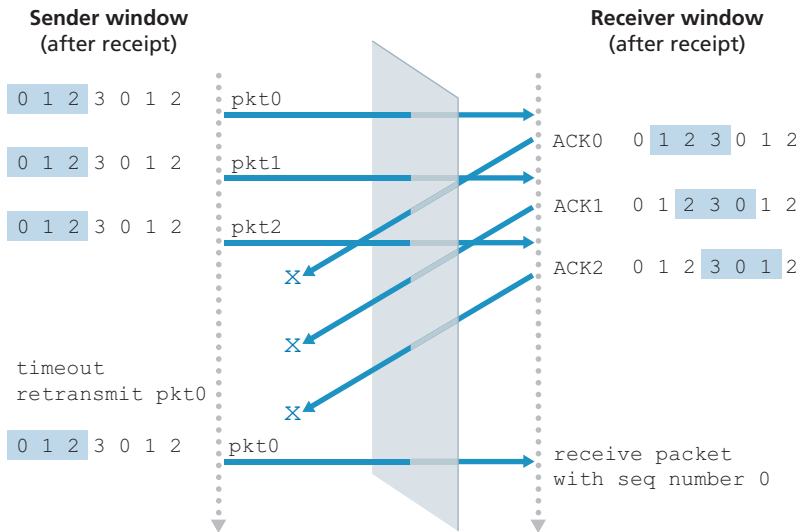 Sender window
(after receipt)
Receiver window
(after receipt)
0 1 2 3 0 1 2
pkt0
ACK0 0 1 2 3 0 1 2
0 1 2 3 0 1 2
pkt1
ACK1 0 1 2 3 0 1 2
0 1 2 3 0 1 2
pkt2
X
ACK2 0 1 2 3 0 1 2
X
timeout
retransmit pkt0
X
0 1 2 3 0 1 2
pkt0
receive packet
with seq number 0